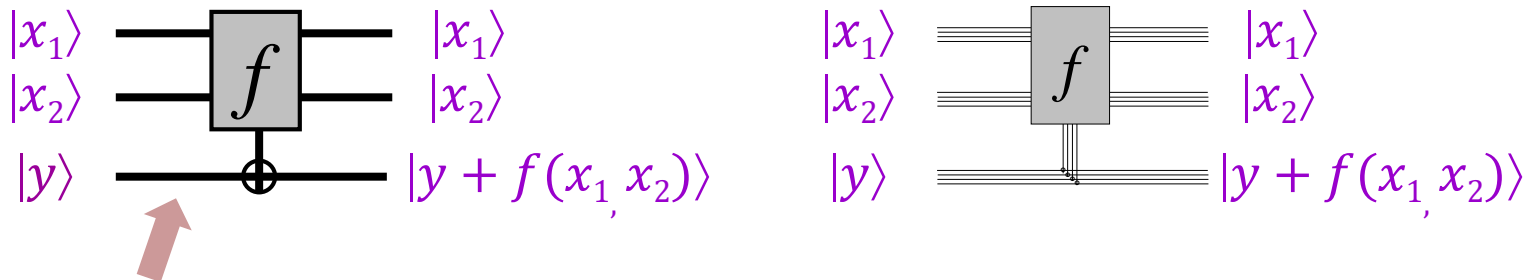 |x₁⟩ f |x₁⟩ |x₁⟩ f |x₁⟩
|x₂⟩ |x₂⟩ |x₂⟩ |x₂⟩
|y⟩ |y + f(x₁, x₂)⟩ |y⟩ |y + f(x₁, x₂)⟩